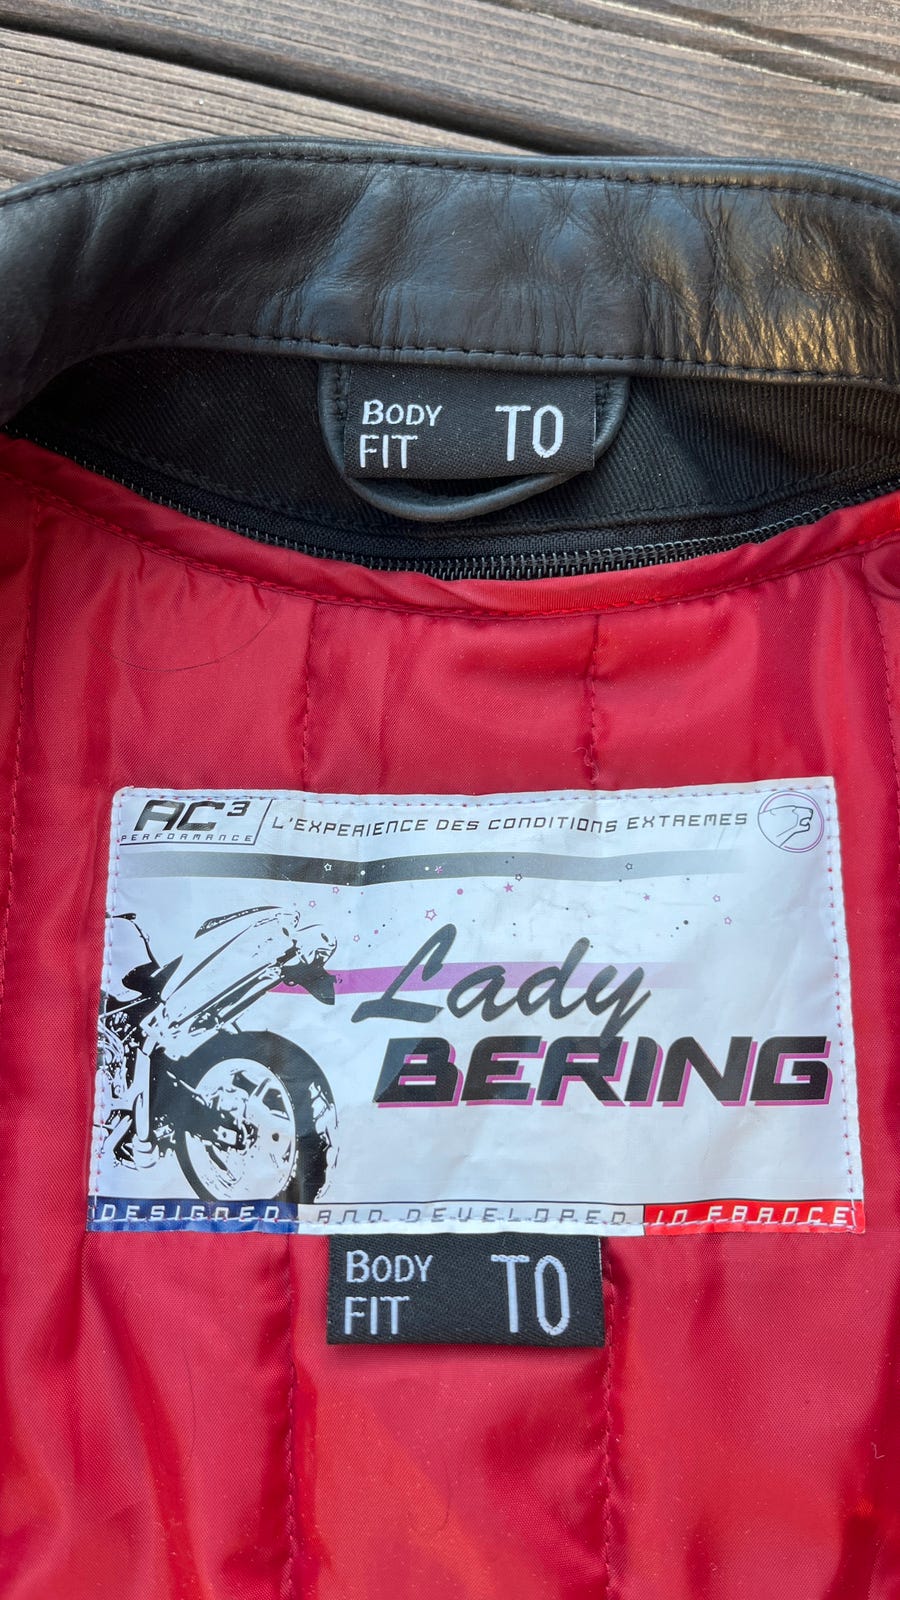 BODY FIT T0
AC3 PERFORMANCE L'EXPERIENCE DES CONDITIONS EXTREMES
Lady
BERING
DESIGNED AND DEVELOPED IN FRANCE
BODY FIT T0